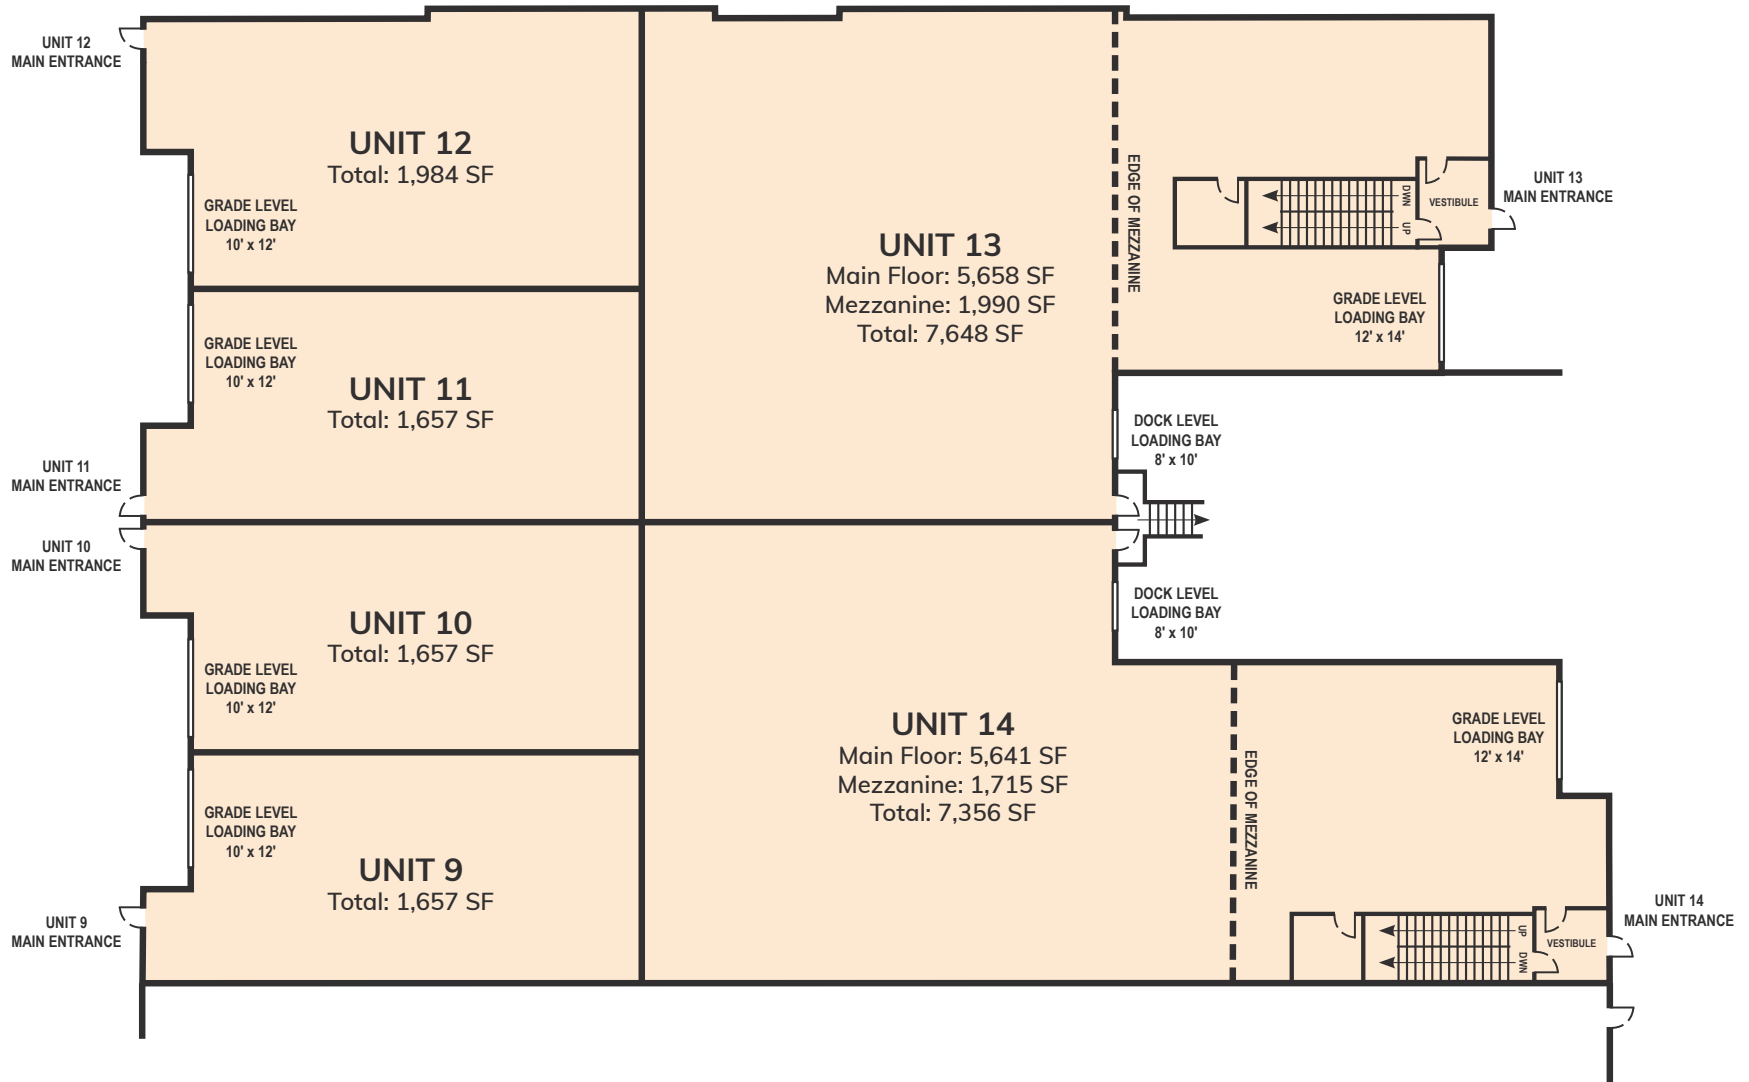 UNIT 12
MAIN ENTRANCE
UNIT 12
Total: 1,984 SF
GRADE LEVEL
LOADING BAY
10' x 12'
GRADE LEVEL
LOADING BAY
10' x 12'
UNIT 11
Total: 1,657 SF
UNIT 11
MAIN ENTRANCE
UNIT 10
MAIN ENTRANCE
UNIT 10
Total: 1,657 SF
GRADE LEVEL
LOADING BAY
10' x 12'
GRADE LEVEL
LOADING BAY
10' x 12'
UNIT 9
Total: 1,657 SF
UNIT 9
MAIN ENTRANCE
UNIT 13
Main Floor: 5,658 SF
Mezzanine: 1,990 SF
Total: 7,648 SF
EDGE OF MEZZANINE
DWN
UP
VESTIBULE
UNIT 13
MAIN ENTRANCE
GRADE LEVEL
LOADING BAY
12' x 14'
DOCK LEVEL
LOADING BAY
8' x 10'
DOCK LEVEL
LOADING BAY
8' x 10'
UNIT 14
Main Floor: 5,641 SF
Mezzanine: 1,715 SF
Total: 7,356 SF
EDGE OF MEZZANINE
GRADE LEVEL
LOADING BAY
12' x 14'
UP
DWN
VESTIBULE
UNIT 14
MAIN ENTRANCE